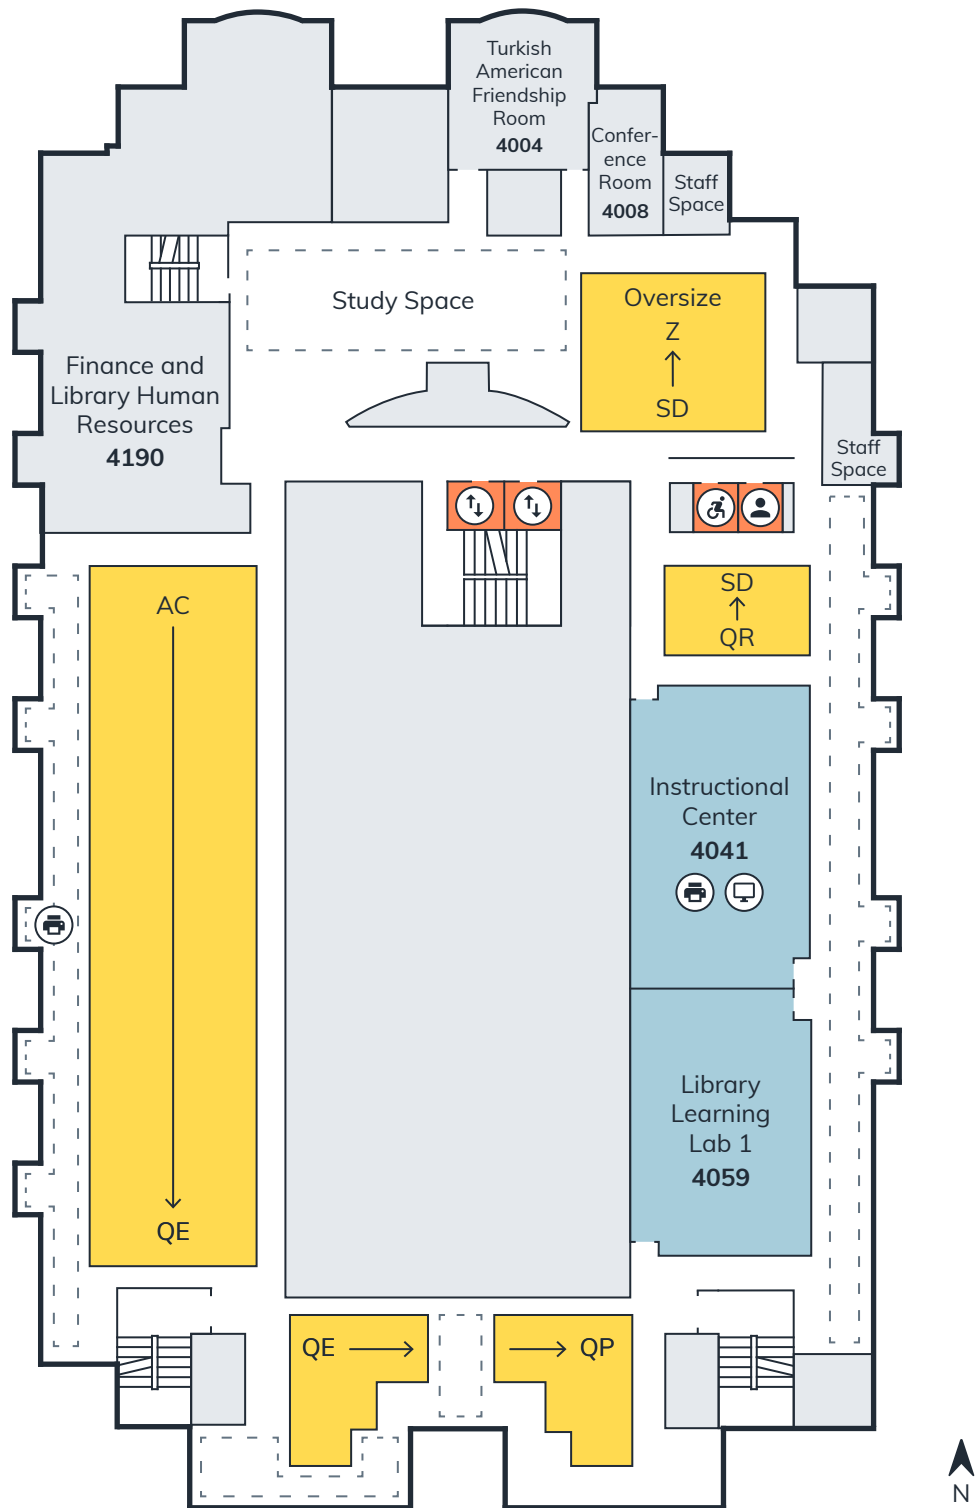 Turkish
American
Friendship
Room
4004
Confer-
ence
Room
4008
Staff
Space
Study Space
Oversize
Z
SD
Finance and
Library Human
Resources
4190
Staff
Space
AC
QE
SD
QR
Instructional
Center
4041
Library
Learning
Lab 1
4059
QE
QP
N